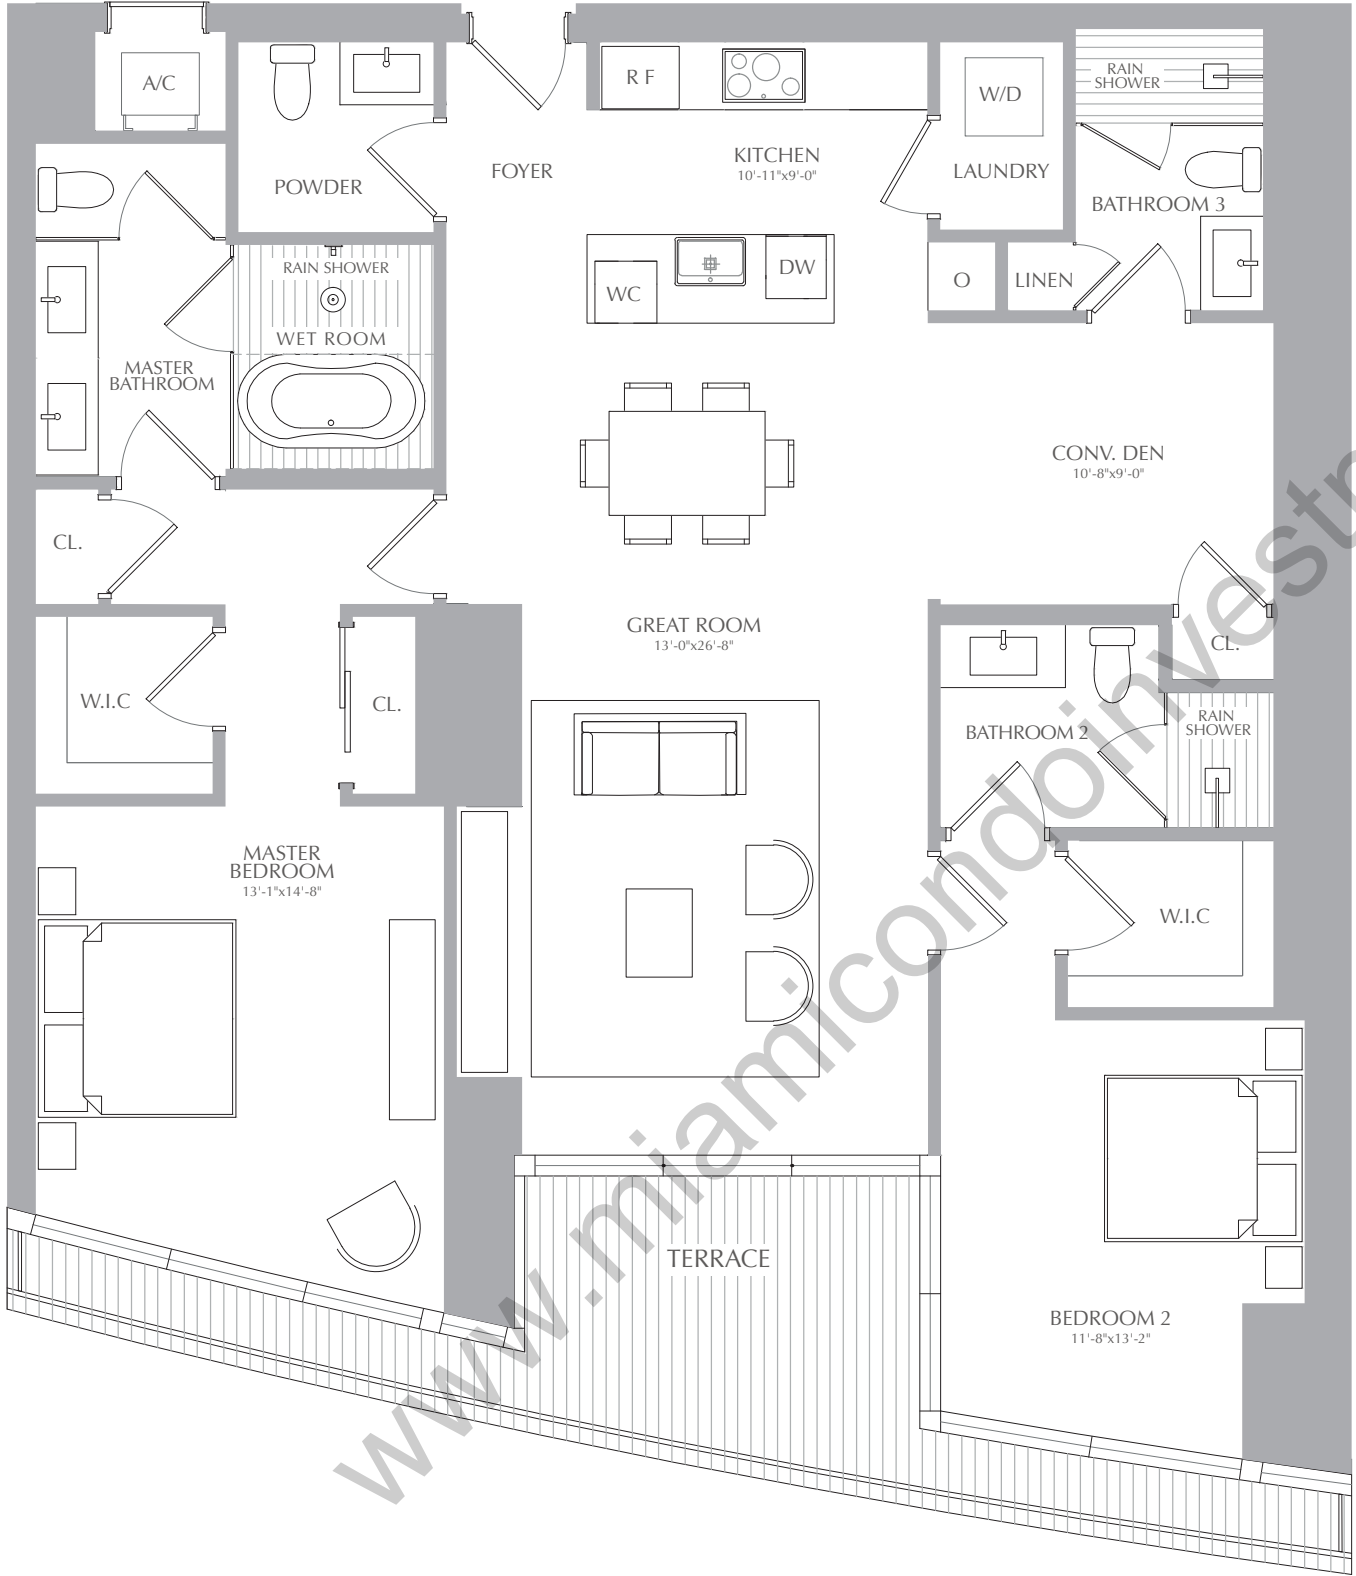 A/C
R F
W/D
RAIN
SHOWER
KITCHEN
10'-11"x9'-0"
FOYER
LAUNDRY
POWDER
BATHROOM 3
RAIN SHOWER
DW
WC
O
LINEN
WET ROOM
MASTER
BATHROOM
CONV. DEN
10'-8"x9'-0"
CL.
GREAT ROOM
13'-0"x26'-8"
CL.
W.I.C
CL.
RAIN
SHOWER
BATHROOM 2
MASTER
BEDROOM
13'-1"x14'-8"
W.I.C
TERRACE
BEDROOM 2
11'-8"x13'-2"